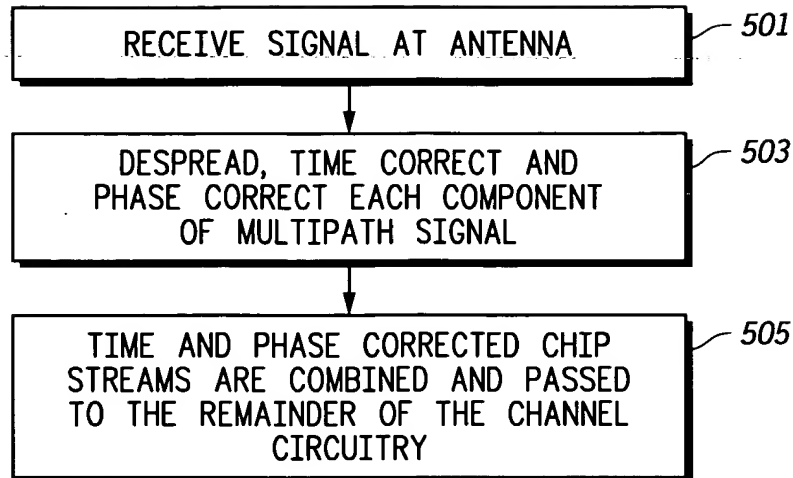 RECEIVE SIGNAL AT ANTENNA
501
DESPREAD, TIME CORRECT AND
PHASE CORRECT EACH COMPONENT
OF MULTIPATH SIGNAL
503
TIME AND PHASE CORRECTED CHIP
STREAMS ARE COMBINED AND PASSED
TO THE REMAINDER OF THE CHANNEL
CIRCUITRY
505